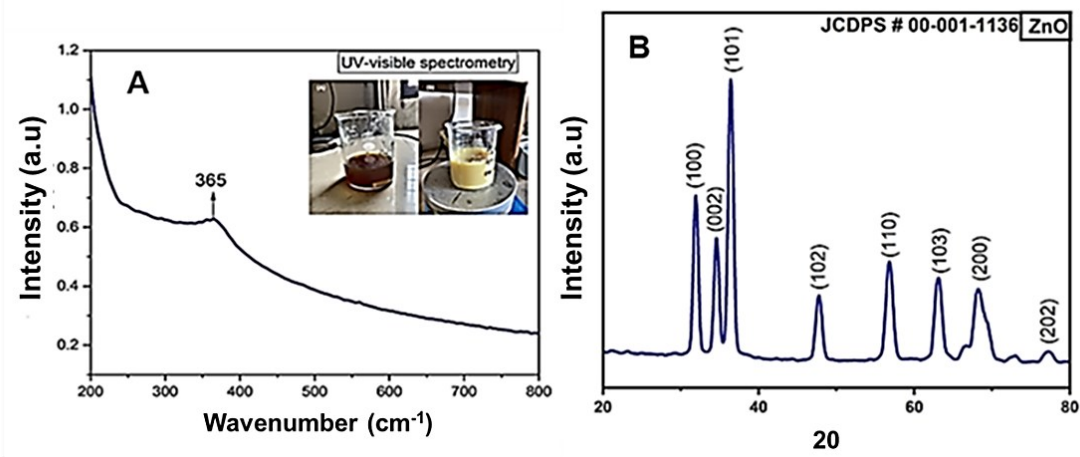 A
UV-visible spectrometry
365
Intensity (a.u)
1.2
1.0
0.8
0.6
0.4
0.2
200 300 400 500 600 700 800
Wavenumber (cm-1)
B
JCDPS # 00-001-1136 ZnO
(100)
(002)
(101)
(102)
(110)
(103)
(200)
(202)
Intensity (a.u)
20 40 60 80
20